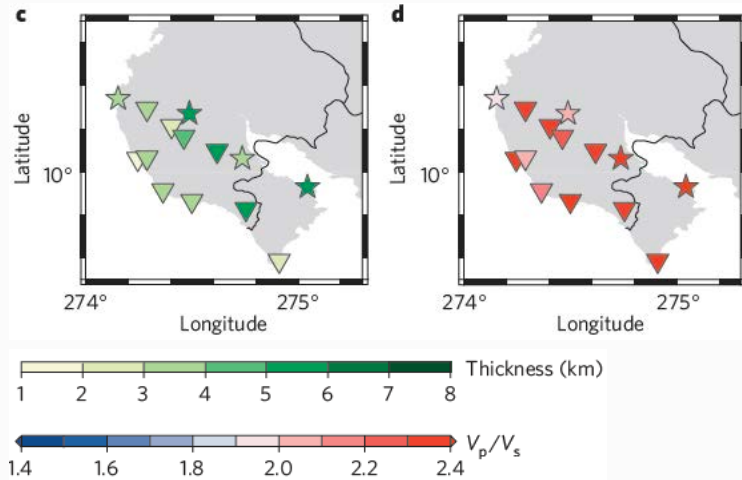 c
d
Latitude
10°
274°
275°
Longitude
Latitude
10°
274°
275°
Longitude
Thickness (km)
1 2 3 4 5 6 7 8
Vp/Vs
1.4 1.6 1.8 2.0 2.2 2.4